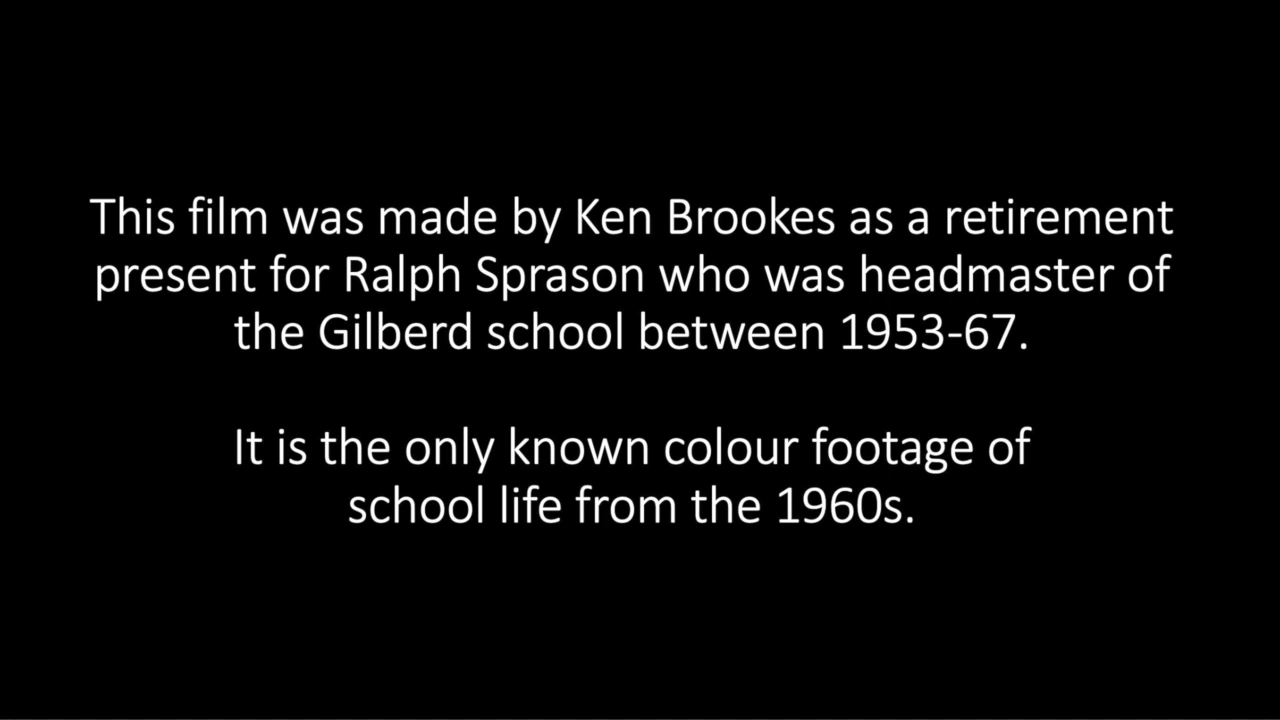 This film was made by Ken Brookes as a retirement
present for Ralph Sprason who was headmaster of
the Gilberd school between 1953-67.
It is the only known colour footage of
school life from the 1960s.